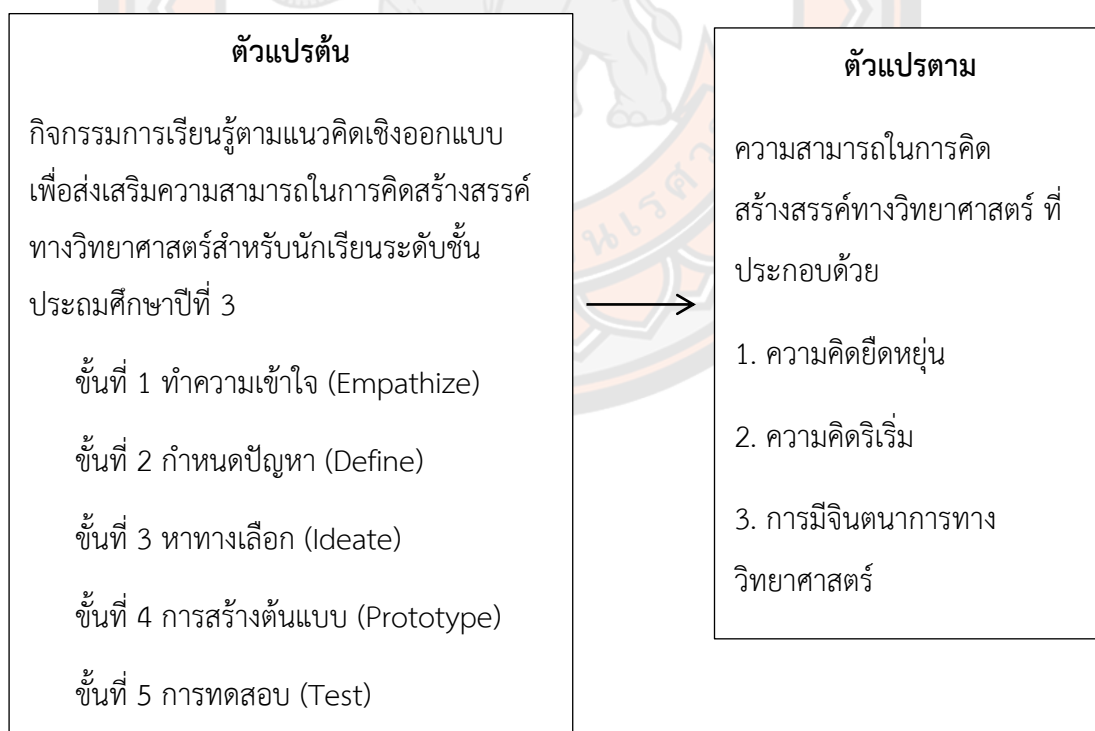 ตัวแปรต้น
กิจกรรมการเรียนรู้ตามแนวคิดเชิงออกแบบ
เพื่อส่งเสริมความสามารถในการคิดสร้างสรรค์
ทางวิทยาศาสตร์สำหรับนักเรียนระดับชั้น
ประถมศึกษาปีที่ 3
ขั้นที่ 1 ทำความเข้าใจ (Empathize)
ขั้นที่ 2 กำหนดปัญหา (Define)
ขั้นที่ 3 หาทางเลือก (Ideate)
ขั้นที่ 4 การสร้างต้นแบบ (Prototype)
ขั้นที่ 5 การทดสอบ (Test)
ตัวแปรตาม
ความสามารถในการคิด
สร้างสรรค์ทางวิทยาศาสตร์ ที่
ประกอบด้วย
1. ความคิดยืดหยุ่น
2. ความคิดริเริ่ม
3. การมีจินตนาการทาง
วิทยาศาสตร์